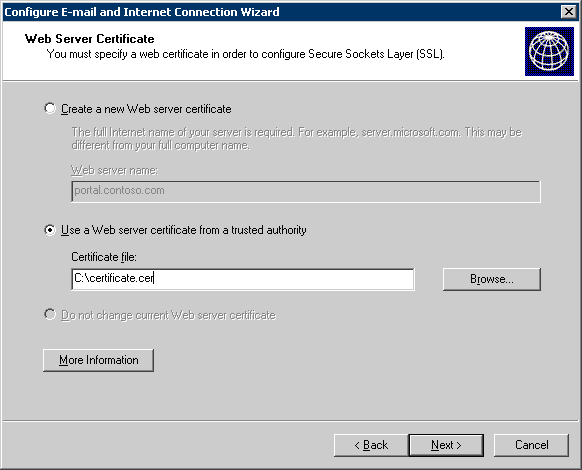 Configure E-mail and Internet Connection Wizard
Web Server Certificate
You must specify a web certificate in order to configure Secure Sockets Layer (SSL).
Create a new Web server certificate
The full Internet name of your server is required. For example, server.microsoft.com. This may be
different from your full computer name.
Web server name:
portal.contoso.com
Use a Web server certificate from a trusted authority
Certificate file:
C:\certificate.cer
Browse...
Do not change current Web server certificate
More Information
< Back
Next >
Cancel